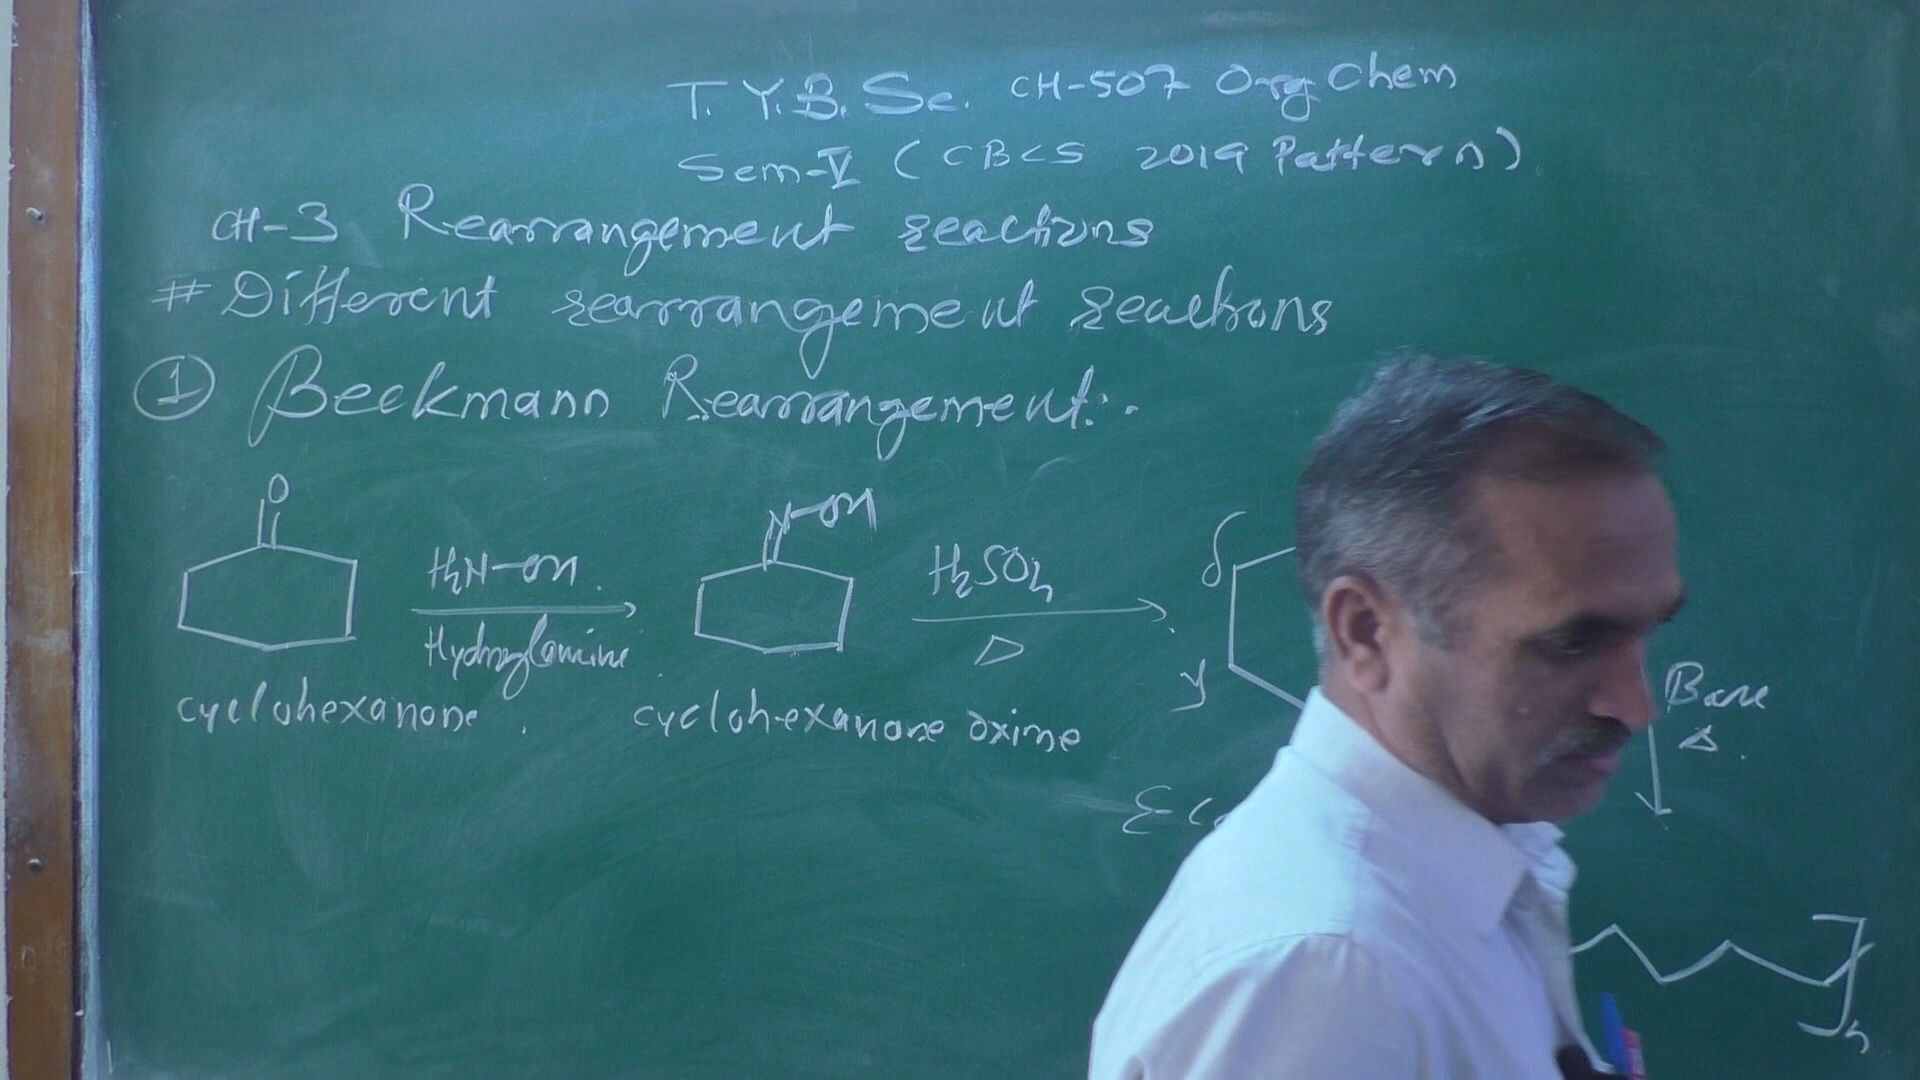 T.Y.B.Sc. CH-507 Org Chem
Sem-V (CBCS 2019 Pattern)
CH-3 Rearrangement reactions
# Different rearrangement reactions
① Beckmann Rearrangement:-
O
H₂N-OH
Hydroxylamine
cyclohexanone
N-OH
cyclohexanone oxime
H₂SO₄
Δ
δ
γ
Base
Δ
n